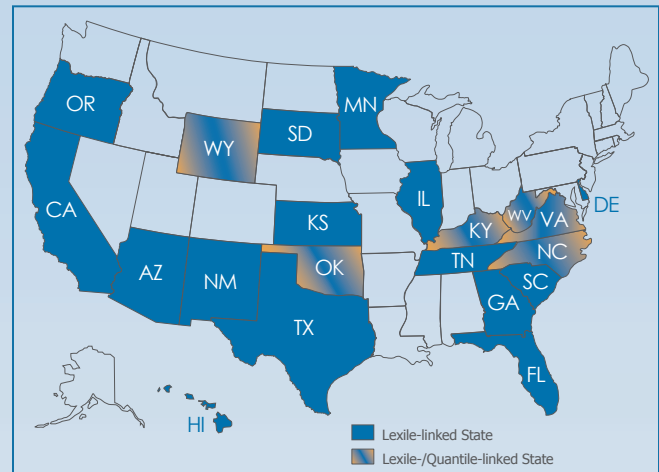 OR
MN
WY
SD
CA
IL
KS
KY
WV
VA
DE
AZ
NM
OK
TN
NC
SC
TX
GA
FL
HI
Lexile-linked State
Lexile-/Quantile-linked State